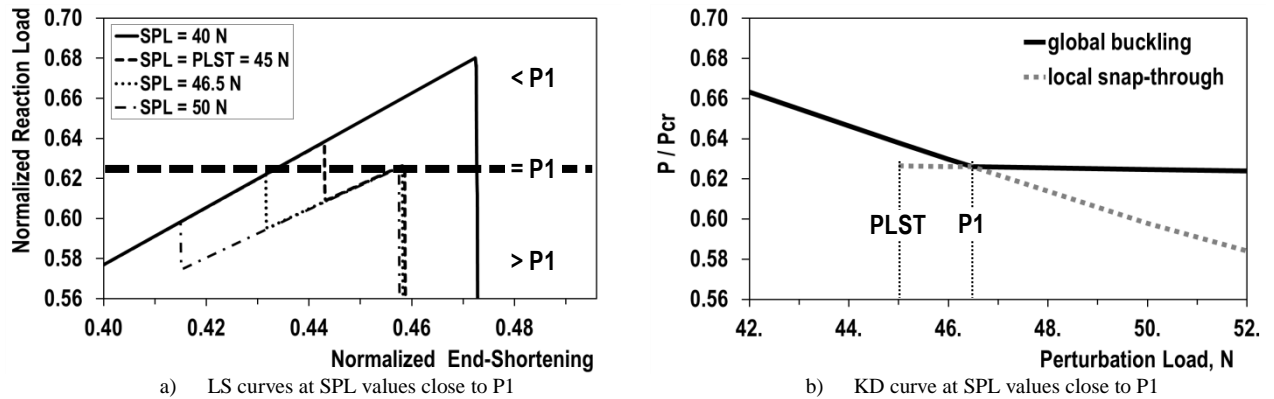 Normalized Reaction Load
0.70
0.68
0.66
0.64
0.62
0.60
0.58
0.56
SPL = 40 N
SPL = PLST = 45 N
SPL = 46.5 N
SPL = 50 N
< P1
= P1
> P1
0.40 0.42 0.44 0.46 0.48
Normalized End-Shortening
a) LS curves at SPL values close to P1
P / Pcr
0.70
0.68
0.66
0.64
0.62
0.60
0.58
0.56
global buckling
local snap-through
PLST P1
42. 44. 46. 48. 50. 52.
Perturbation Load, N
b) KD curve at SPL values close to P1